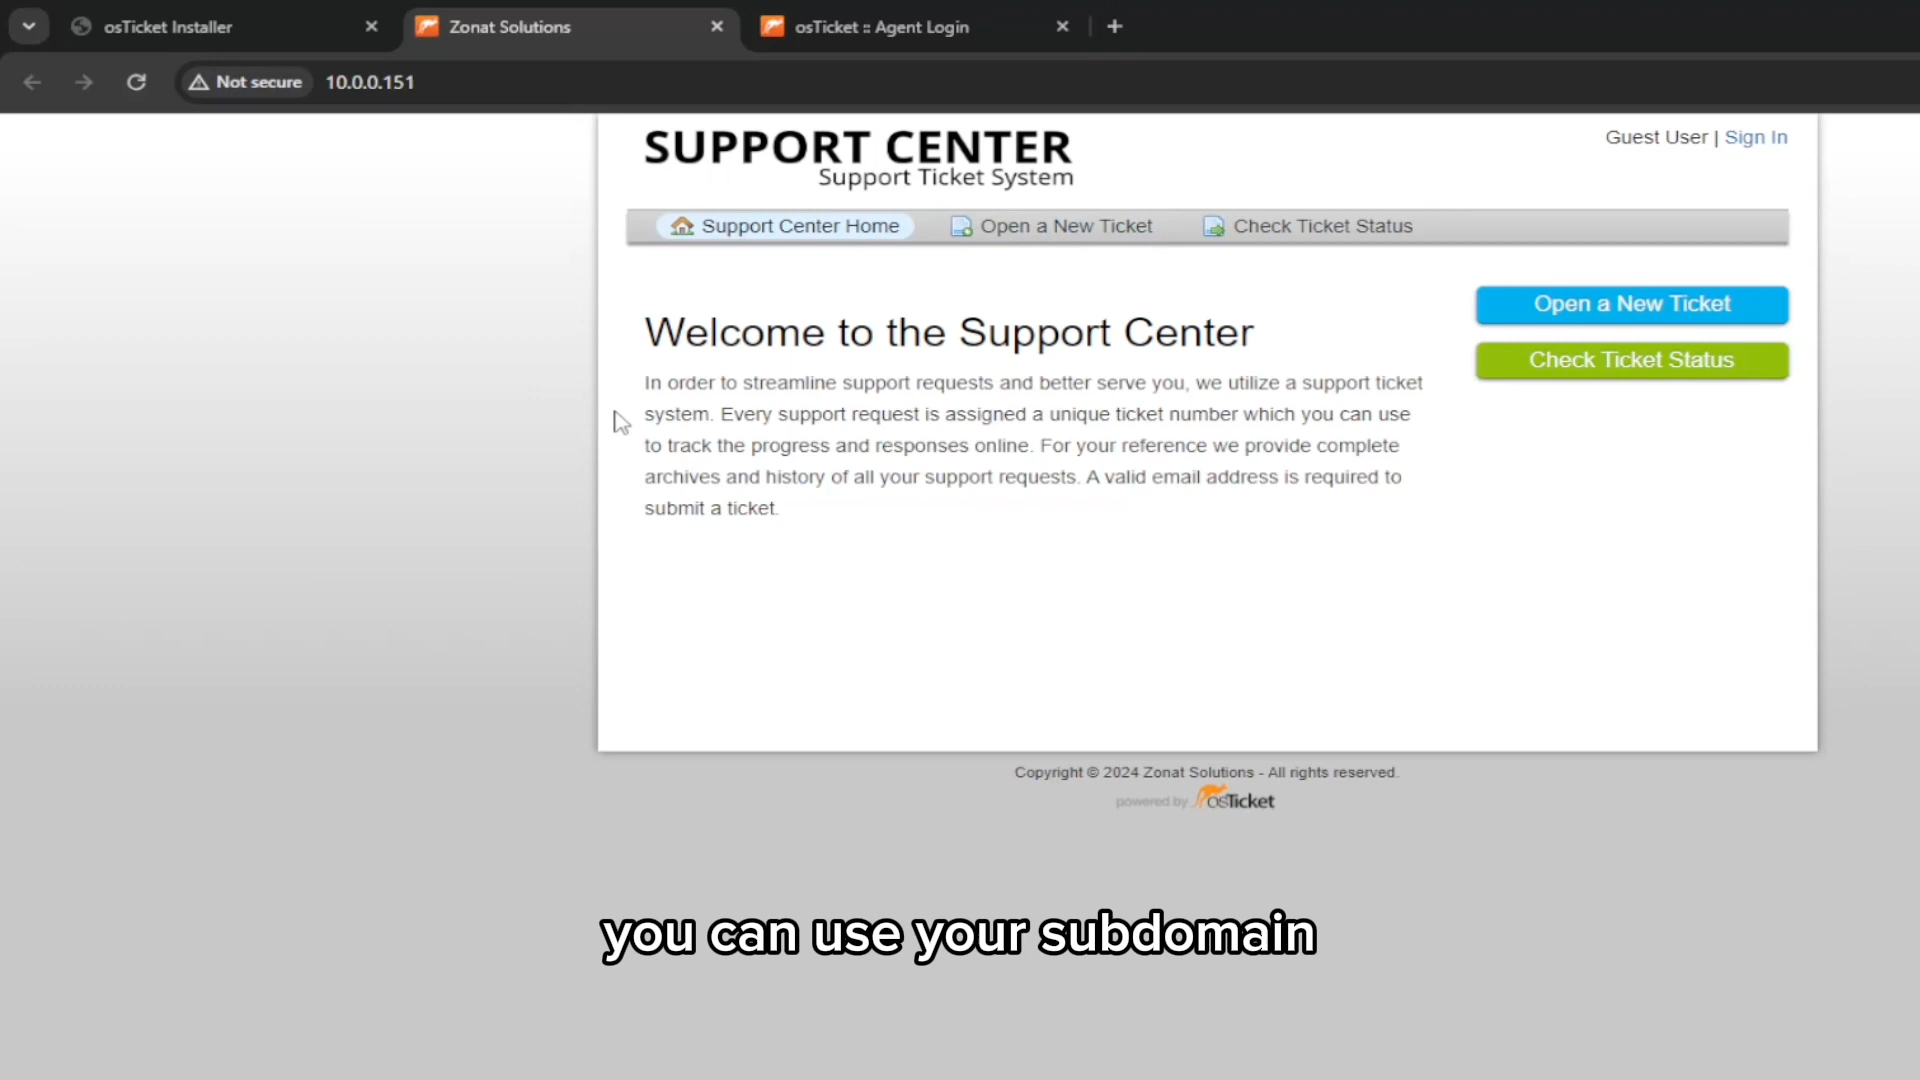 osTicket Installer
Zonat Solutions
osTicket :: Agent Login
Not secure
10.0.0.151
SUPPORT CENTER
Support Ticket System
Guest User | Sign In
Support Center Home
Open a New Ticket
Check Ticket Status
Open a New Ticket
Check Ticket Status
Welcome to the Support Center
In order to streamline support requests and better serve you, we utilize a support ticket
system. Every support request is assigned a unique ticket number which you can use
to track the progress and responses online. For your reference we provide complete
archives and history of all your support requests. A valid email address is required to
submit a ticket.
Copyright © 2024 Zonat Solutions - All rights reserved.
powered by osTicket
you can use your subdomain